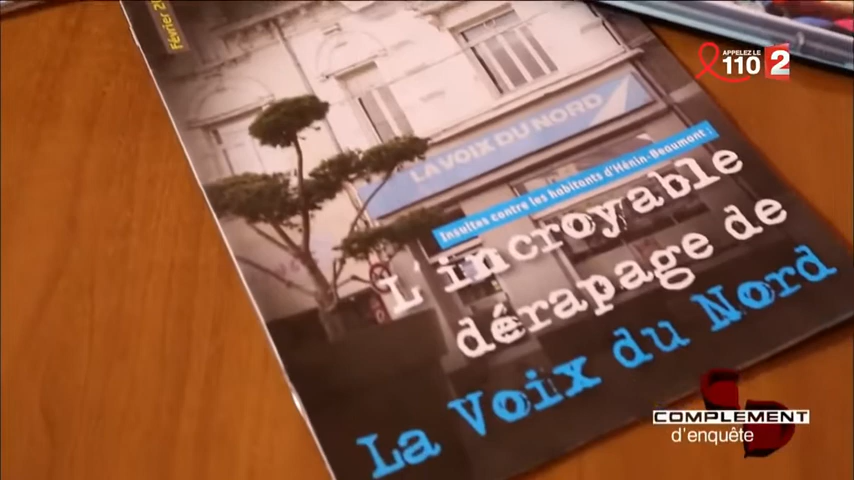 Février 2
APPELEZ LE
110 2
LA VOIX DU NORD
Insultes contre les habitants d'Hénin-Beaumont :
L'incroyable
dérapage de
La Voix du Nord
COMPLEMENT
d'enquête